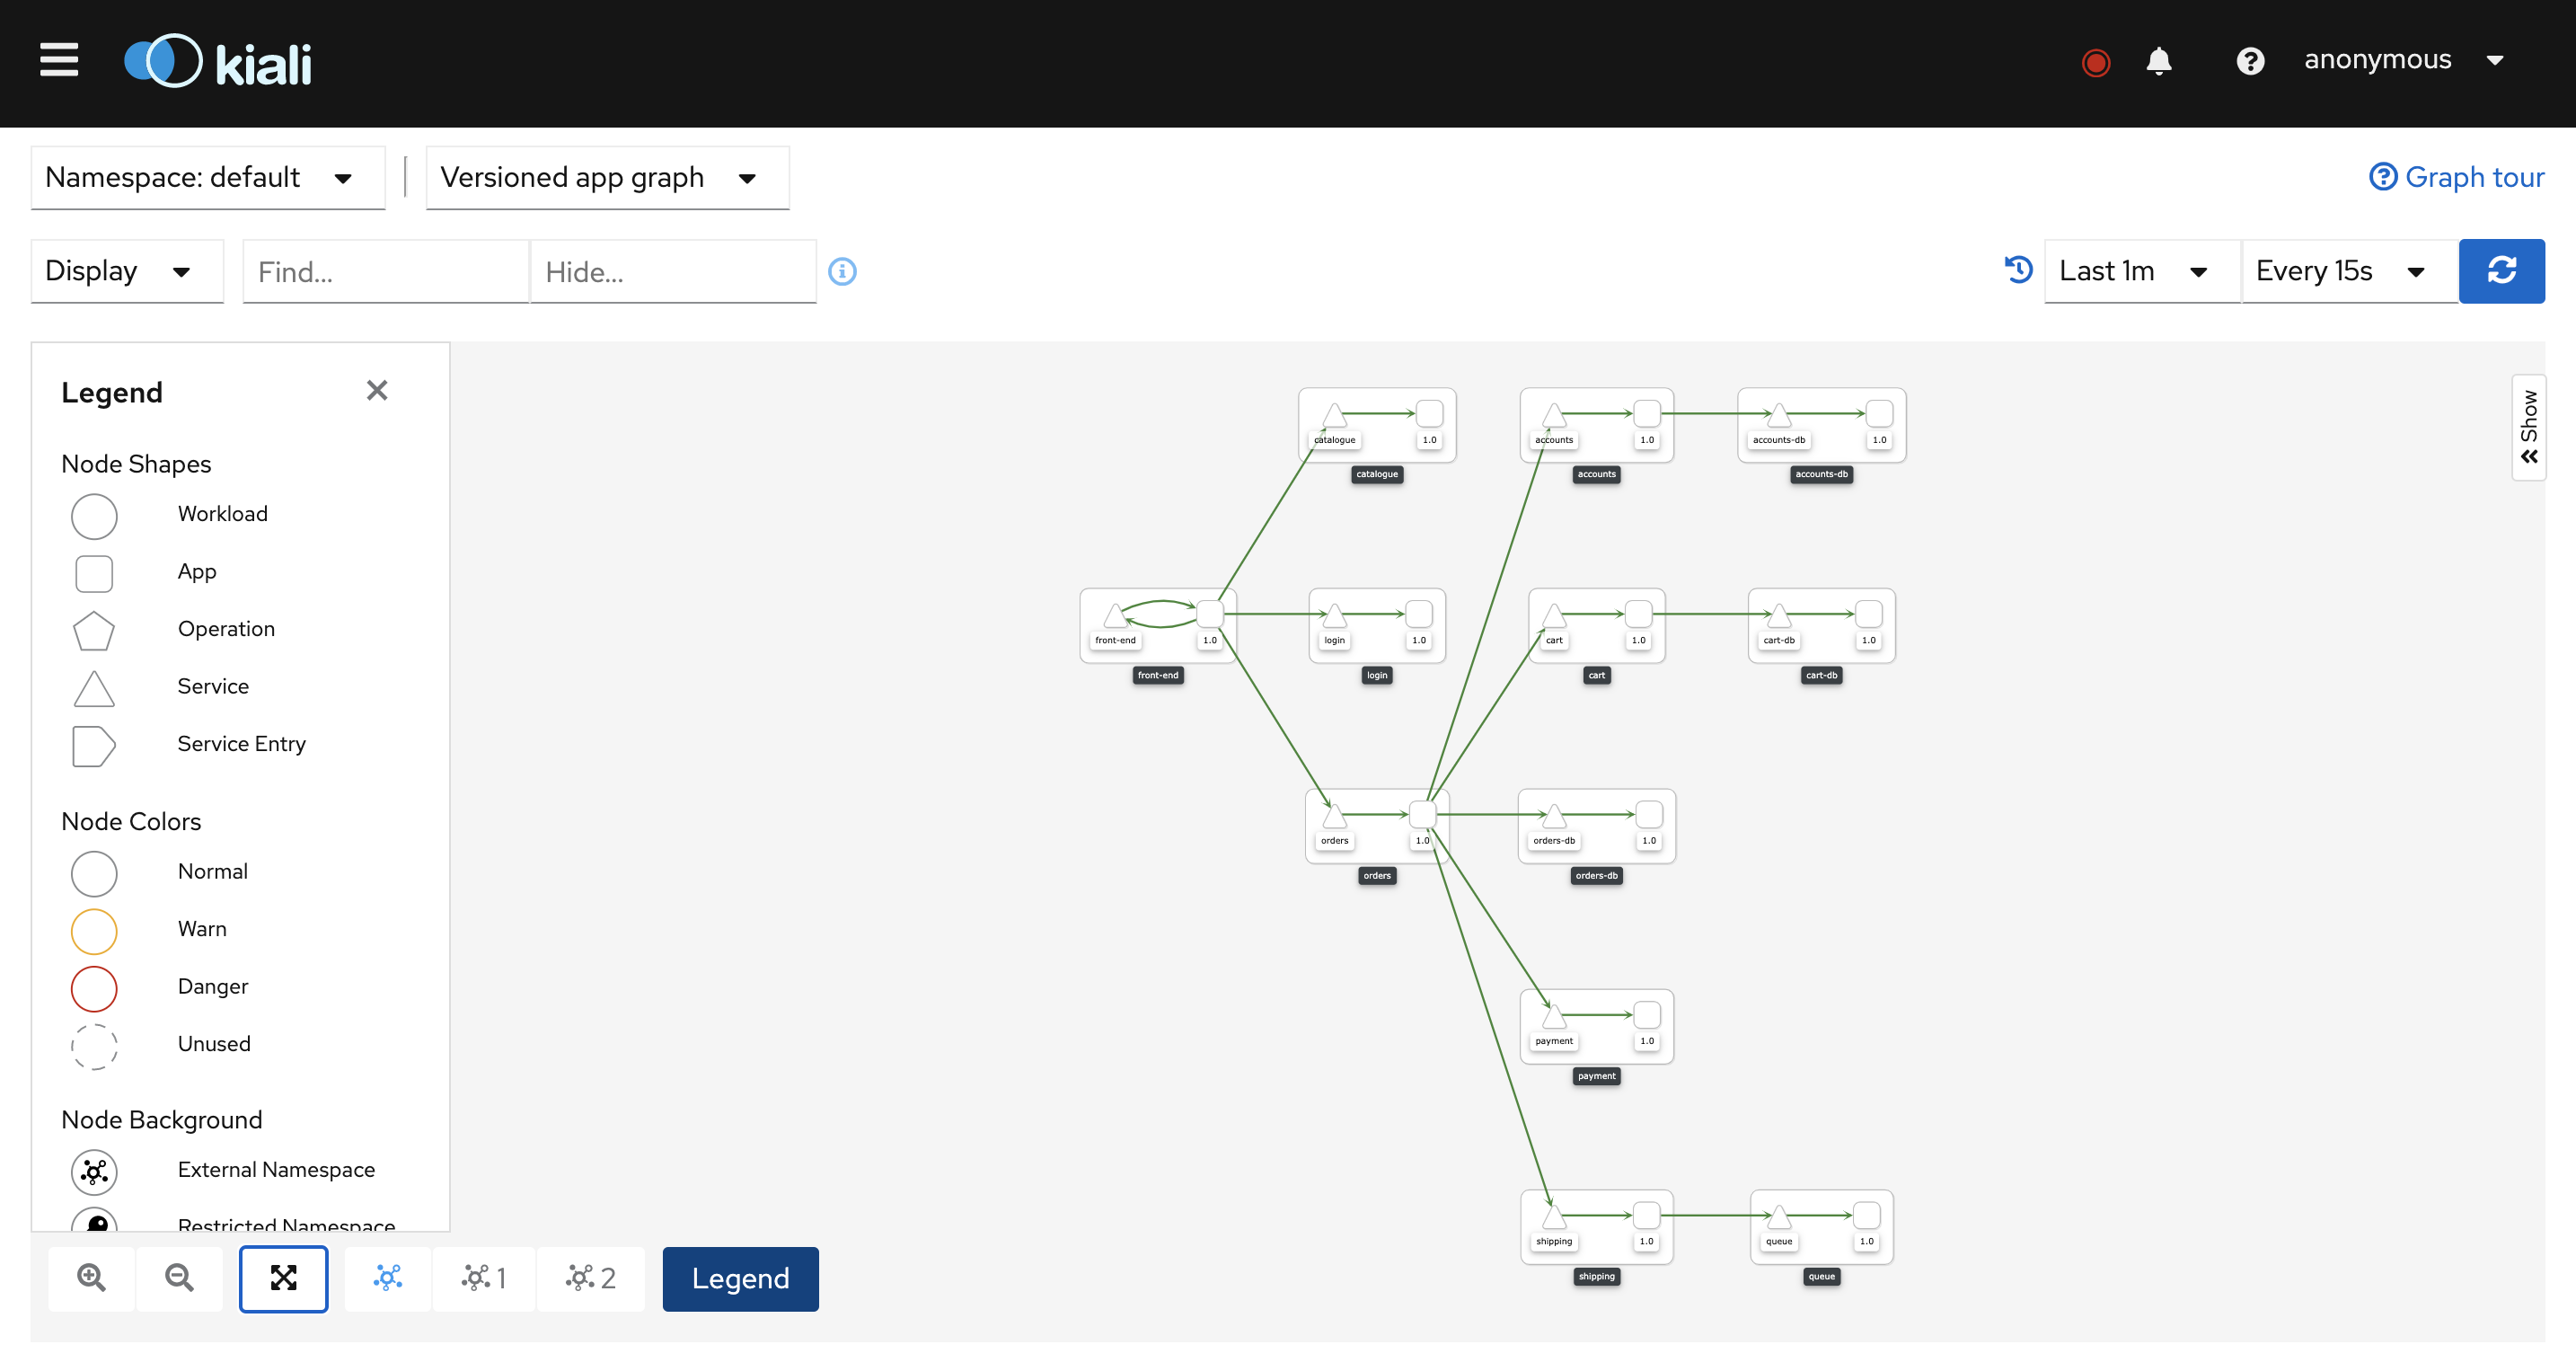 kiali
anonymous
Namespace: default
Versioned app graph
Graph tour
Display
Find...
Hide...
Last 1m
Every 15s
Legend
Node Shapes
Workload
App
Operation
Service
Service Entry
Node Colors
Normal
Warn
Danger
Unused
Node Background
External Namespace
Restricted Namespace
1
2
Legend
Show
catalogue
1.0
catalogue
accounts
1.0
accounts
accounts-db
1.0
accounts-db
front-end
1.0
front-end
login
1.0
login
cart
1.0
cart
cart-db
1.0
cart-db
orders
1.0
orders
orders-db
1.0
orders-db
payment
1.0
payment
shipping
1.0
shipping
queue
1.0
queue